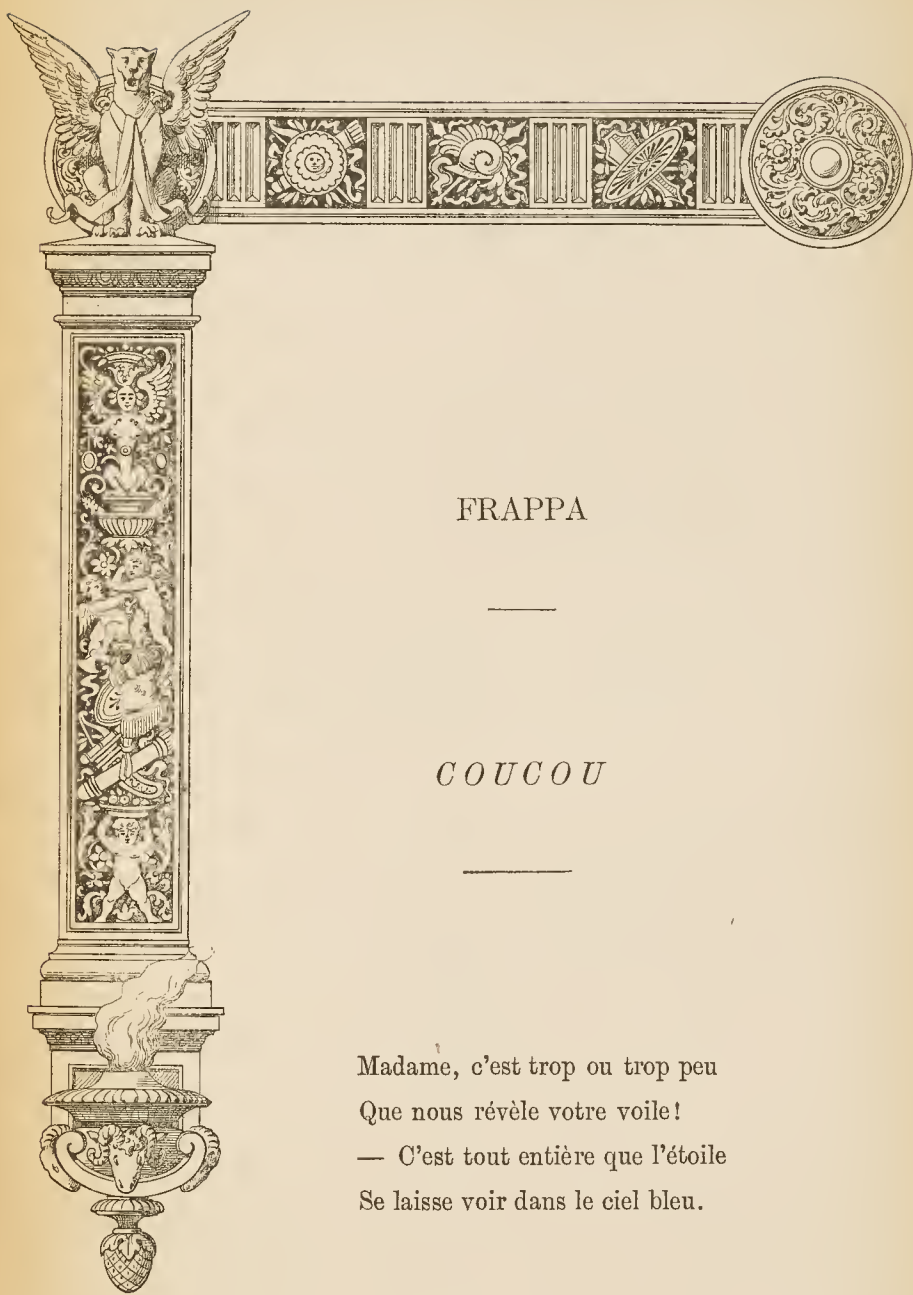 FRAPPA
COUCOU
Madame, c'est trop ou trop peu
Que nous révèle votre voile!
— C'est tout entière que l'étoile
Se laisse voir dans le ciel bleu.